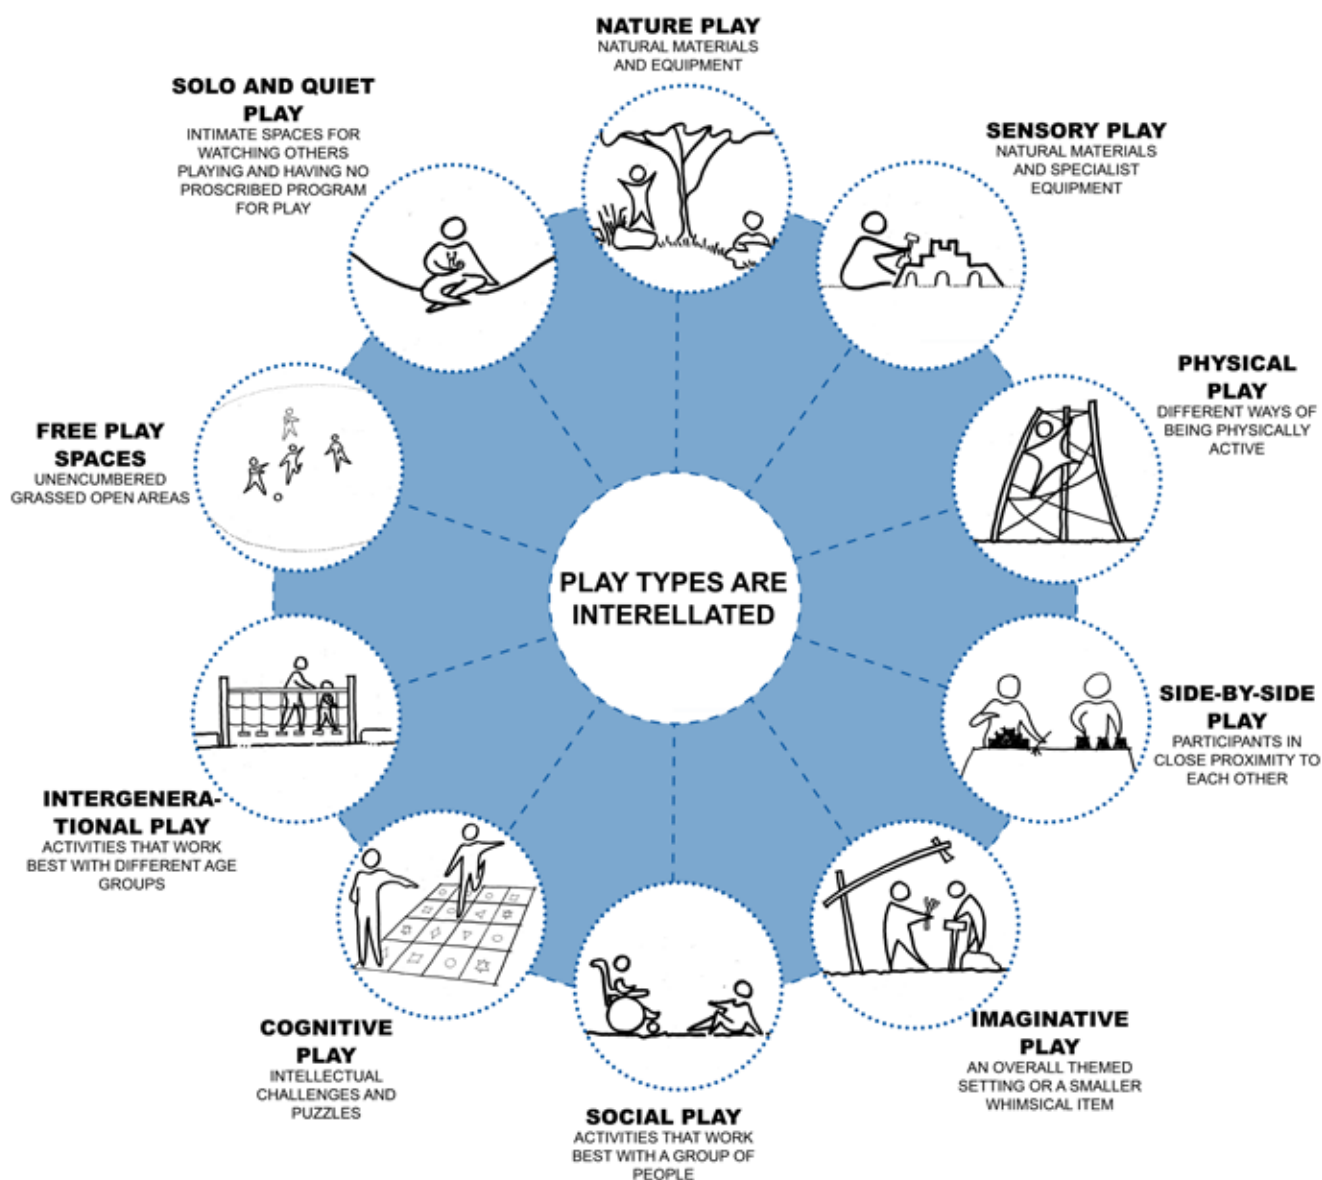 NATURE PLAY
NATURAL MATERIALS
AND EQUIPMENT
SENSORY PLAY
NATURAL MATERIALS
AND SPECIALIST
EQUIPMENT
PHYSICAL
PLAY
DIFFERENT WAYS OF
BEING PHYSICALLY
ACTIVE
SIDE-BY-SIDE
PLAY
PARTICIPANTS IN
CLOSE PROXIMITY TO
EACH OTHER
IMAGINATIVE
PLAY
AN OVERALL THEMED
SETTING OR A SMALLER
WHIMSICAL ITEM
SOCIAL PLAY
ACTIVITIES THAT WORK
BEST WITH A GROUP OF
PEOPLE
COGNITIVE
PLAY
INTELLECTUAL
CHALLENGES AND
PUZZLES
INTERGENERA-
TIONAL PLAY
ACTIVITIES THAT WORK
BEST WITH DIFFERENT AGE
GROUPS
FREE PLAY
SPACES
UNENCUMBERED
GRASSED OPEN AREAS
SOLO AND QUIET
PLAY
INTIMATE SPACES FOR
WATCHING OTHERS
PLAYING AND HAVING NO
PROSCRIBED PROGRAM
FOR PLAY
PLAY TYPES ARE
INTERELLATED